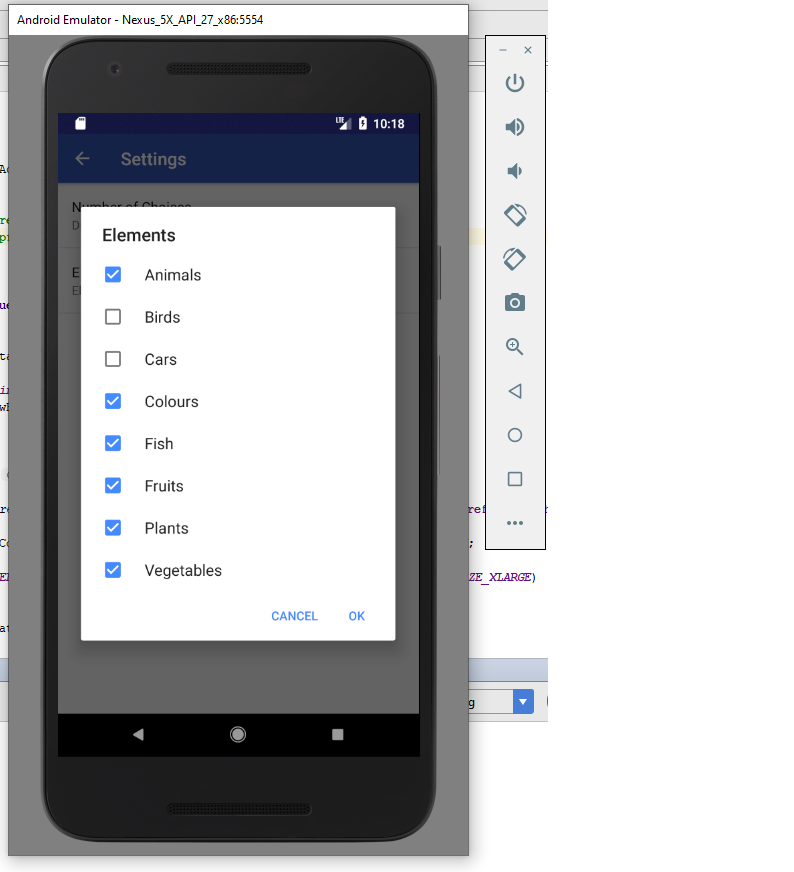 Android Emulator - Nexus_5X_API_27_x86:5554
LTE 10:18
Settings
Number of Choices
Elements
Animals
Birds
Cars
Colours
Fish
Fruits
Plants
Vegetables
CANCEL OK
ZE_XLARGE)